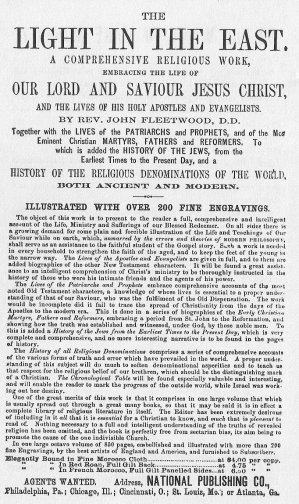 THE
LIGHT IN THE EAST.
A COMPREHENSIVE RELIGIOUS WORK,
EMBRACING THE LIFE OF
OUR LORD AND SAVIOUR JESUS CHRIST,
AND THE LIVES OF HIS HOLY APOSTLES AND EVANGELISTS.
BY REV. JOHN FLEETWOOD, D.D.
Together with the LIVES of the PATRIARCHS and PROPHETS, and of the Most
Eminent Christian MARTYRS, FATHERS and REFORMERS. To
which is added the HISTORY OF THE JEWS, from the
Earliest Times to the Present Day, and a
HISTORY OF THE RELIGIOUS DENOMINATIONS OF THE WORLD,
BOTH ANCIENT AND MODERN.
ILLUSTRATED WITH OVER 200 FINE ENGRAVINGS.
The object of this work is to present to the reader a full, comprehensive and intelligent
account of the Life, Ministry and Sufferings of our Blessed Redeemer. On all sides there is
a growing demand for some plain and forcible illustration of the Life and Teachings of Our
Saviour while on earth, which, unmarred by the errors and theories of MODERN PHILOSOPHY,
shall serve as an assistance to the faithful student of the Gospel story. Such a work is needed
in every household to strengthen the faith of the aged, and to keep the feet of the young in
the narrow way. The Lives of the Apostles and Evangelists are given in full, and to them are
added biographies of the other New Testament characters. It will be found a great assistance to an intelligent comprehension of Christ's ministry to be thoroughly instructed in the
history of those who were his intimate friends and the agents of his power.
The Lives of the Patriarchs and Prophets embrace comprehensive accounts of the most
noted Old Testament characters, a knowledge of whose lives is essential to a proper understanding of that of our Saviour, who was the fulfilment of the Old Dispensation. The work
would be incomplete did it fail to trace the spread of Christianity from the days of the
Apostles to the modern era. This is done in a series of biographies of the Early Christian
Martyrs, Fathers and Reformers, embracing a period from St. John to the Reformation, and
showing how the truth was established and witnessed, under God, by these noble men. To
this is added a History of the Jews from the Earliest Times to the Present Day, which is very
complete and comprehensive, and no more interesting narrative is to be found in the pages
of history.
The History of all Religious Denominations comprises a series of comprehensive accounts
of the various forms of truth and error which have prevailed in the world. A proper understanding of this subject will do much to soften denominational asperities and to teach us
that respect for the religious belief of our brethren, which should be the distinguishing mark
of a Christian. The Chronological Table will be found especially valuable and interesting,
and will enable the reader to mark the progress of the outside world, while Israel was working out her destiny.
One of the great merits of this work is that it comprises in one large volume that which
is usually spread out through a great many books, so that it may be said it is in effect a
complete library of religious literature in itself. The Editor has been extremely desirous
of including in it all that it is essential for a Christian to know, and much that is pleasant to
read of. Nothing necessary to a full and intelligent understanding of the truths of revealed
religion has been omitted, and the book is perfectly free from sectarian bias, its aim being to
promote the cause of the one indivisible Church.
In one large octavo volume of 950 pages, embellished and illustrated with more than 200
fine Engravings, by the best artists of England and America, and furnished to Subscribers.
Elegantly Bound in Fine Morocco Cloth at $4.00 per copy.
" In Red Roan, Full Gilt Back at 4.75 "
" In French Morocco, Full Gilt Panelled Sides, at 6.50 "
AGENTS WANTED. Address, NATIONAL PUBLISHING CO.,
Philadelphia, Pa.; Chicago, Ill.; Cincinnati, O.; St. Louis, Mo.; Or Atlanta, Ga.